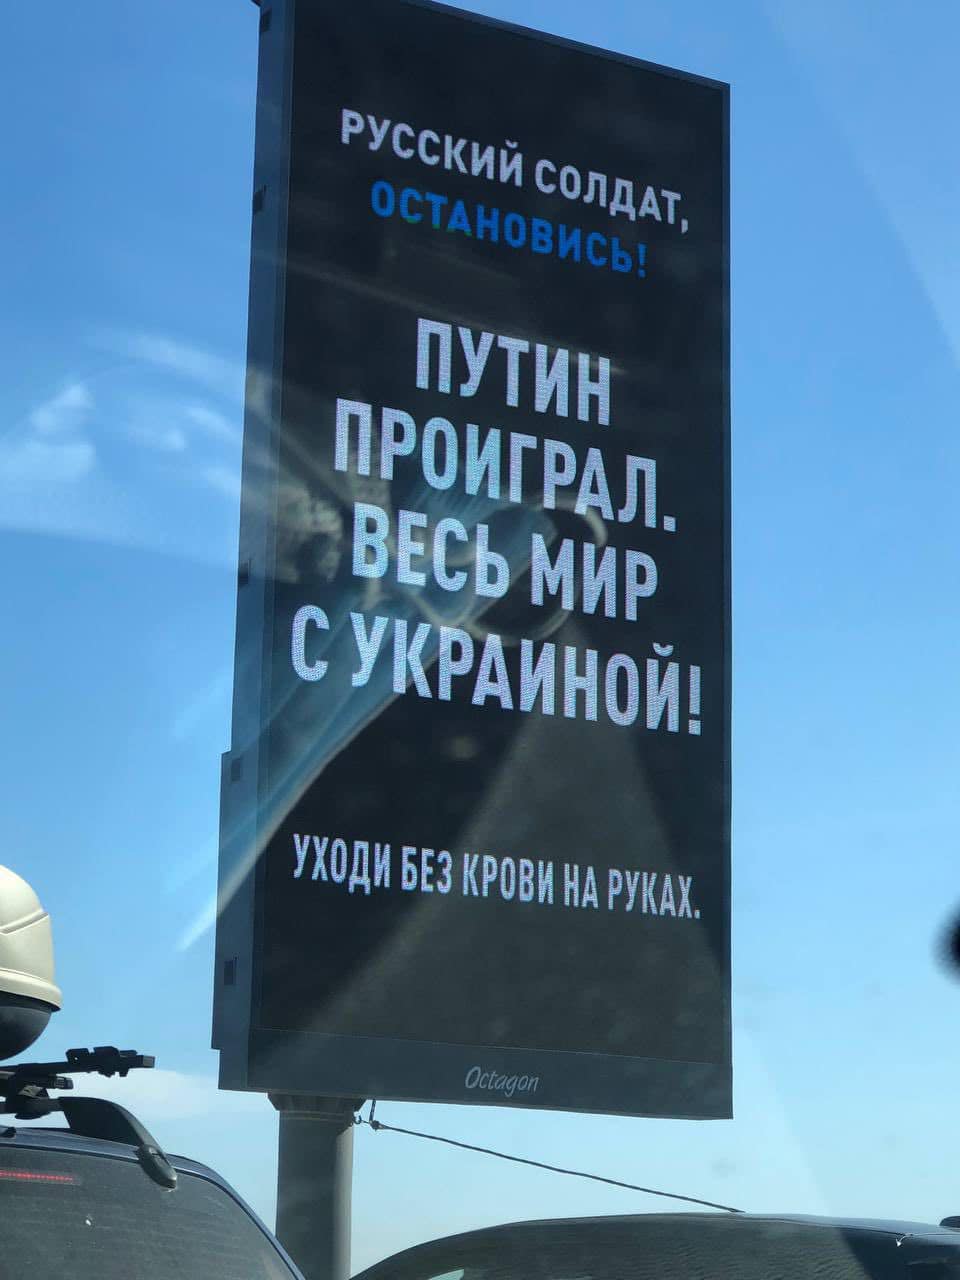 РУССКИЙ СОЛДАТ,
ОСТАНОВИСЬ!
ПУТИН
ПРОИГРАЛ.
ВЕСЬ МИР
С УКРАИНОЙ!
УХОДИ БЕЗ КРОВИ НА РУКАХ.
Octagon